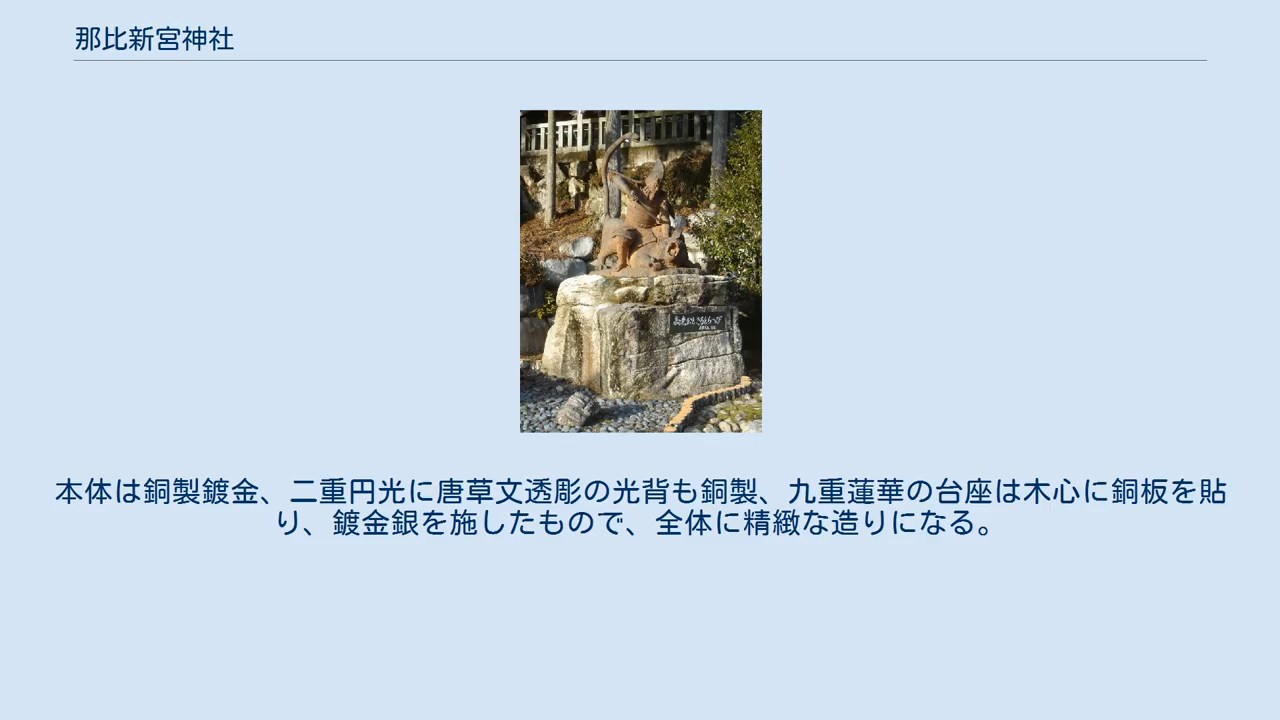 那比新宮神社
本体は銅製鍍金、二重円光に唐草文透彫の光背も銅製、九重蓮華の台座は木心に銅板を貼
り、鍍金銀を施したもので、全体に精緻な造りになる。